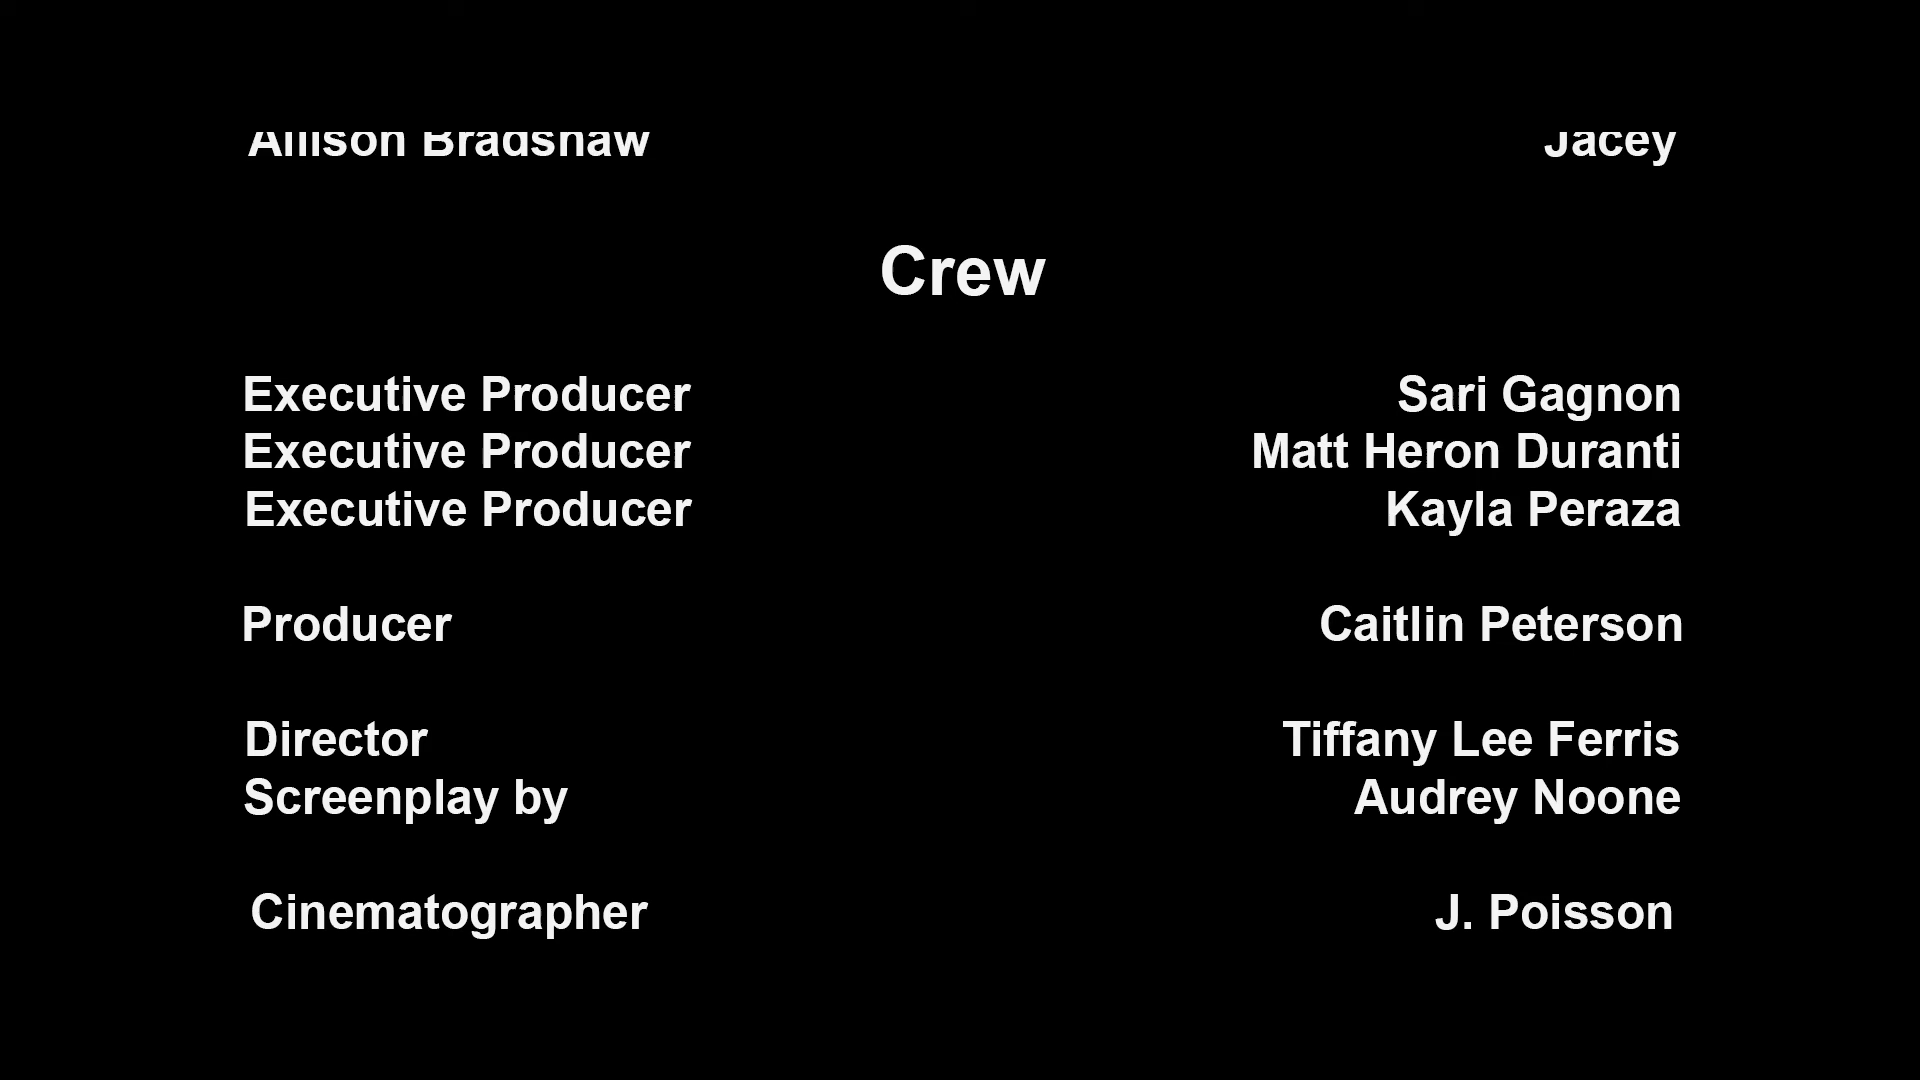 Allison Bradshaw Jacey
Crew
Executive Producer Sari Gagnon
Executive Producer Matt Heron Duranti
Executive Producer Kayla Peraza
Producer Caitlin Peterson
Director Tiffany Lee Ferris
Screenplay by Audrey Noone
Cinematographer J. Poisson